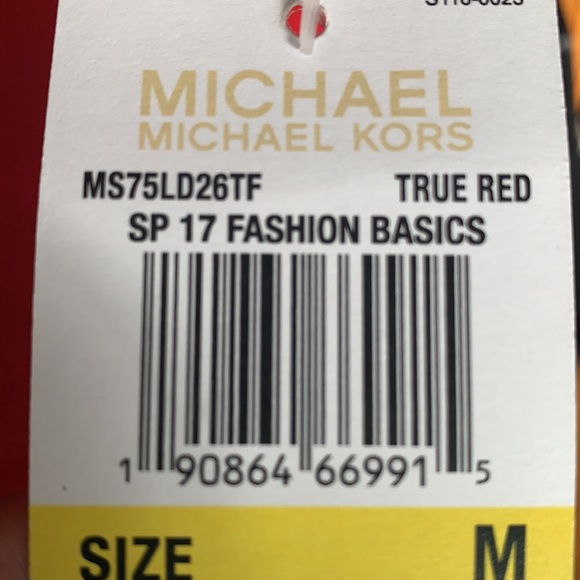 MICHAEL
MICHAEL KORS
MS75LD26TF TRUE RED
SP 17 FASHION BASICS
1 90864 66991 5
SIZE M